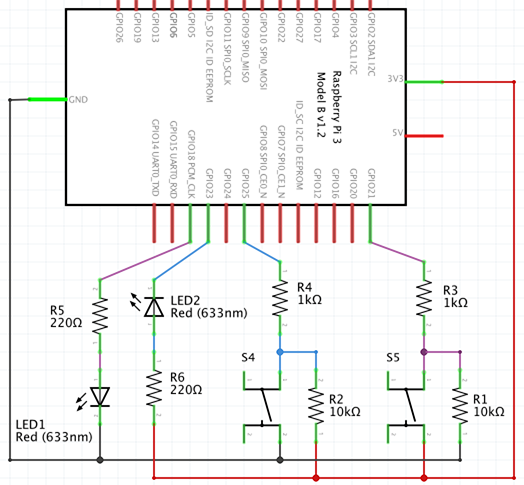 GPIO26
GPIO19
GPIO13
GPIO6
GPIO5
ID_SD I2C ID EEPROM
GPIO11 SPI0_SCLK
GPIO9 SPI0_MISO
GPIO10 SPI0_MOSI
GPIO22
GPIO27
GPIO17
GPIO4
GPIO3 SCL1 I2C
GPIO2 SDA1 I2C
3V3
5V
GND
Raspberry Pi 3
Model B v1.2
GPIO14 UART0_TXD
GPIO15 UART0_RXD
GPIO18 PCM_CLK
GPIO23
GPIO24
GPIO25
GPIO8 SPI0_CE0_N
GPIO7 SPI0_CE1_N
ID_SC I2C ID EEPROM
GPIO12
GPIO16
GPIO20
GPIO21
R5
220Ω
LED2
Red (633nm)
R4
1kΩ
R3
1kΩ
R6
220Ω
S4
S5
R2
10kΩ
R1
10kΩ
LED1
Red (633nm)